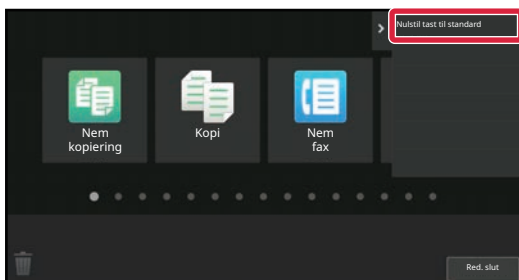 Nulstil tast til standard
Nem
kopiering
Kopi
Nem
fax
Red. slut